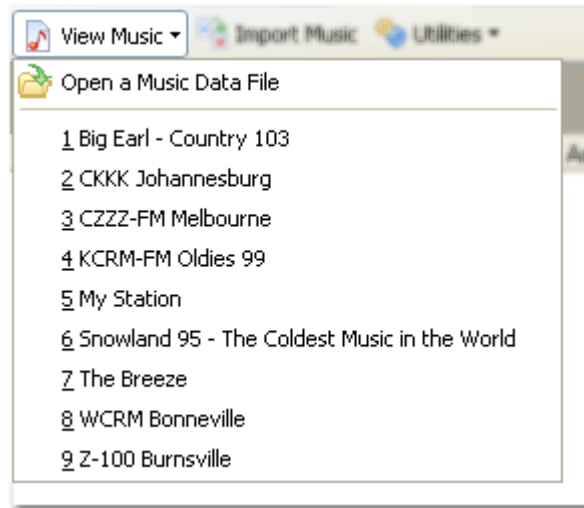 View Music Import Music Utilities
Open a Music Data File
1 Big Earl - Country 103
2 CKKK Johannesburg
3 CZZZ-FM Melbourne
4 KCRM-FM Oldies 99
5 My Station
6 Snowland 95 - The Coldest Music in the World
7 The Breeze
8 WCRM Bonneville
9 Z-100 Burnsville